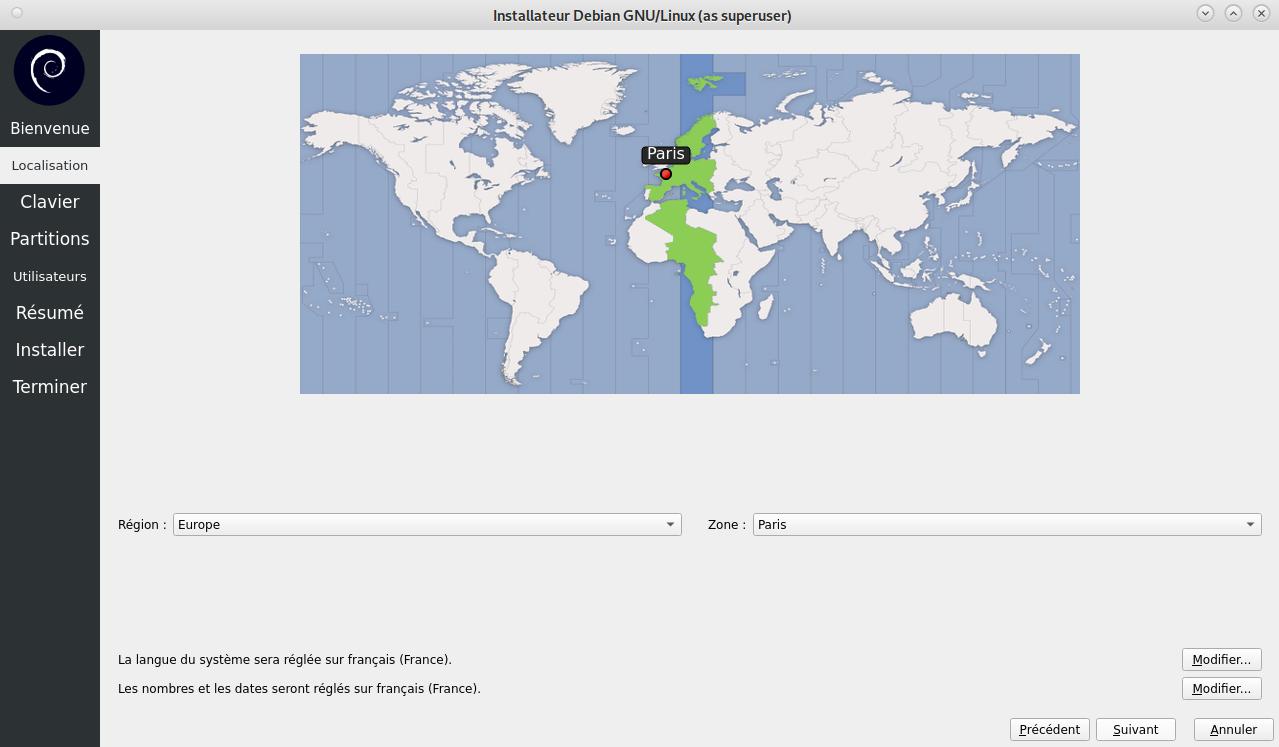 Installateur Debian GNU/Linux (as superuser)
Bienvenue
Localisation
Clavier
Partitions
Utilisateurs
Résumé
Installer
Terminer
Paris
Région :
Europe
Zone :
Paris
La langue du système sera réglée sur français (France).
Modifier...
Les nombres et les dates seront réglés sur français (France).
Modifier...
Précédent
Suivant
Annuler